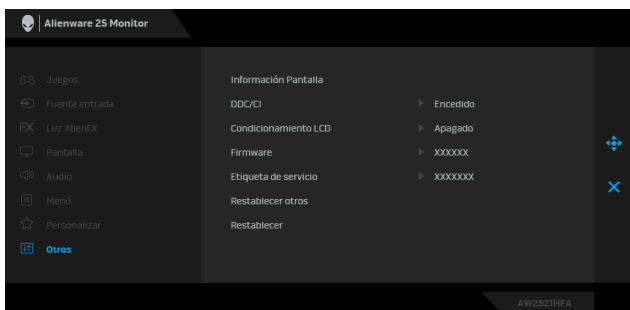 Alienware 25 Monitor
Juegos
Fuente entrada
FX Luz AlienFX
Pantalla
Audio
Menú
Personalizar
Otros
Información Pantalla
DDC/CI Encedido
Condicionamiento LCD Apagado
Firmware XXXXXX
Etiqueta de servicio XXXXXXX
Restablecer otros
Restablecer
AW2521HFA